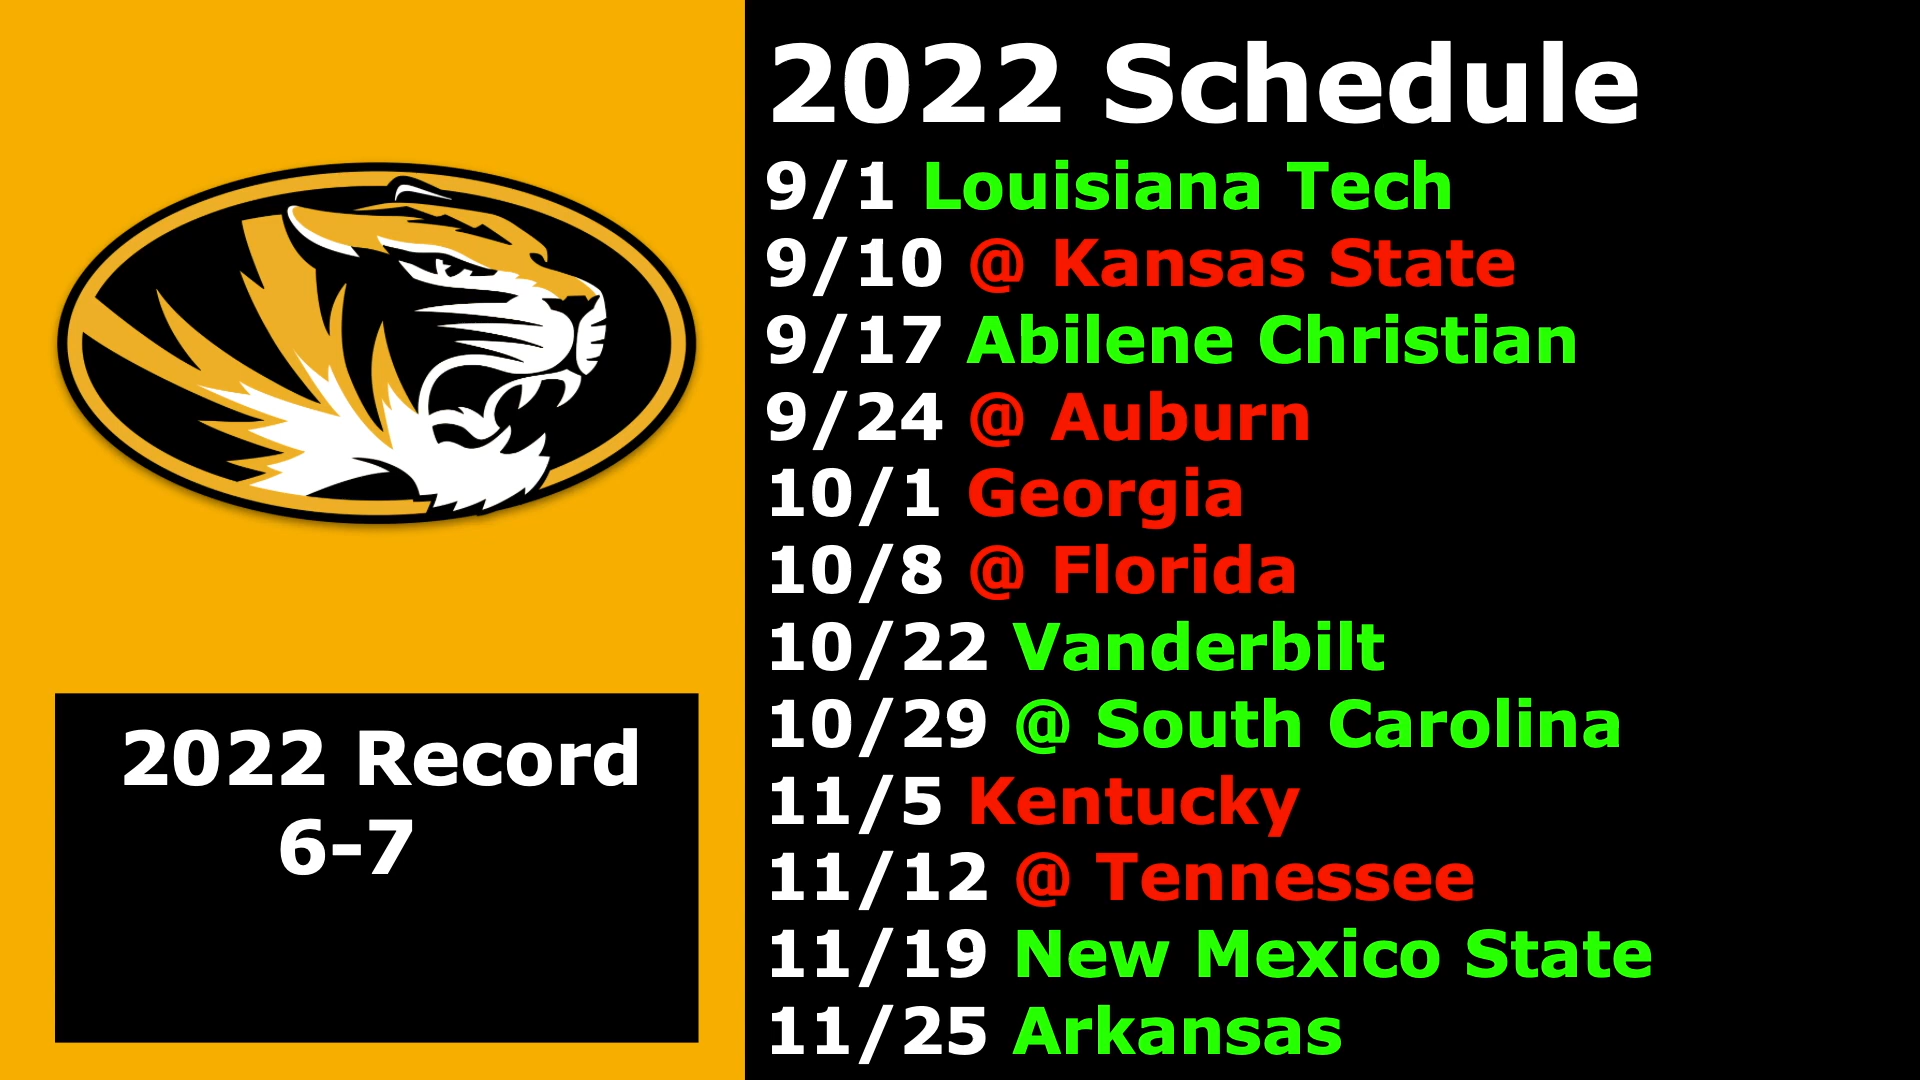 2022 Schedule
9/1 Louisiana Tech
9/10 @ Kansas State
9/17 Abilene Christian
9/24 @ Auburn
10/1 Georgia
10/8 @ Florida
10/22 Vanderbilt
10/29 @ South Carolina
11/5 Kentucky
11/12 @ Tennessee
11/19 New Mexico State
11/25 Arkansas
2022 Record
6-7